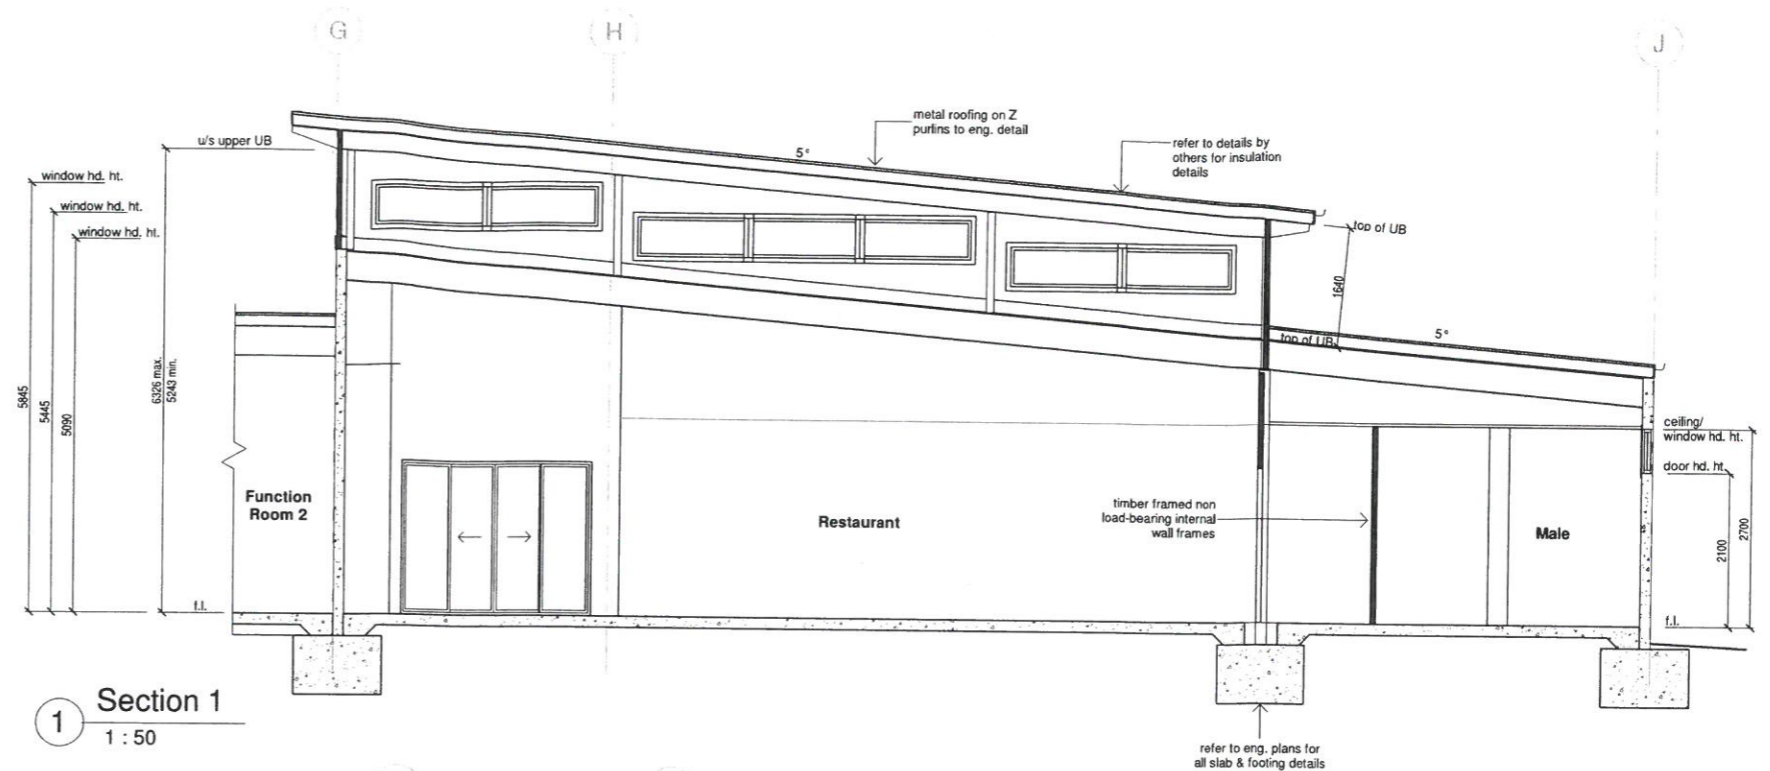 G
H
J
metal roofing on Z
purlins to eng. detail
refer to details by
others for insulation
details
u/s upper UB
5°
window hd. ht.
window hd. ht.
window hd. ht.
top of UB
1640
top of UB
5°
5845
5445
5090
6326 max.
5243 min.
ceiling/
window hd. ht.
door hd. ht.
Function
Room 2
Restaurant
timber framed non
load-bearing internal
wall frames
Male
2100
2700
f.l.
f.l.
1
Section 1
1 : 50
refer to eng. plans for
all slab & footing details